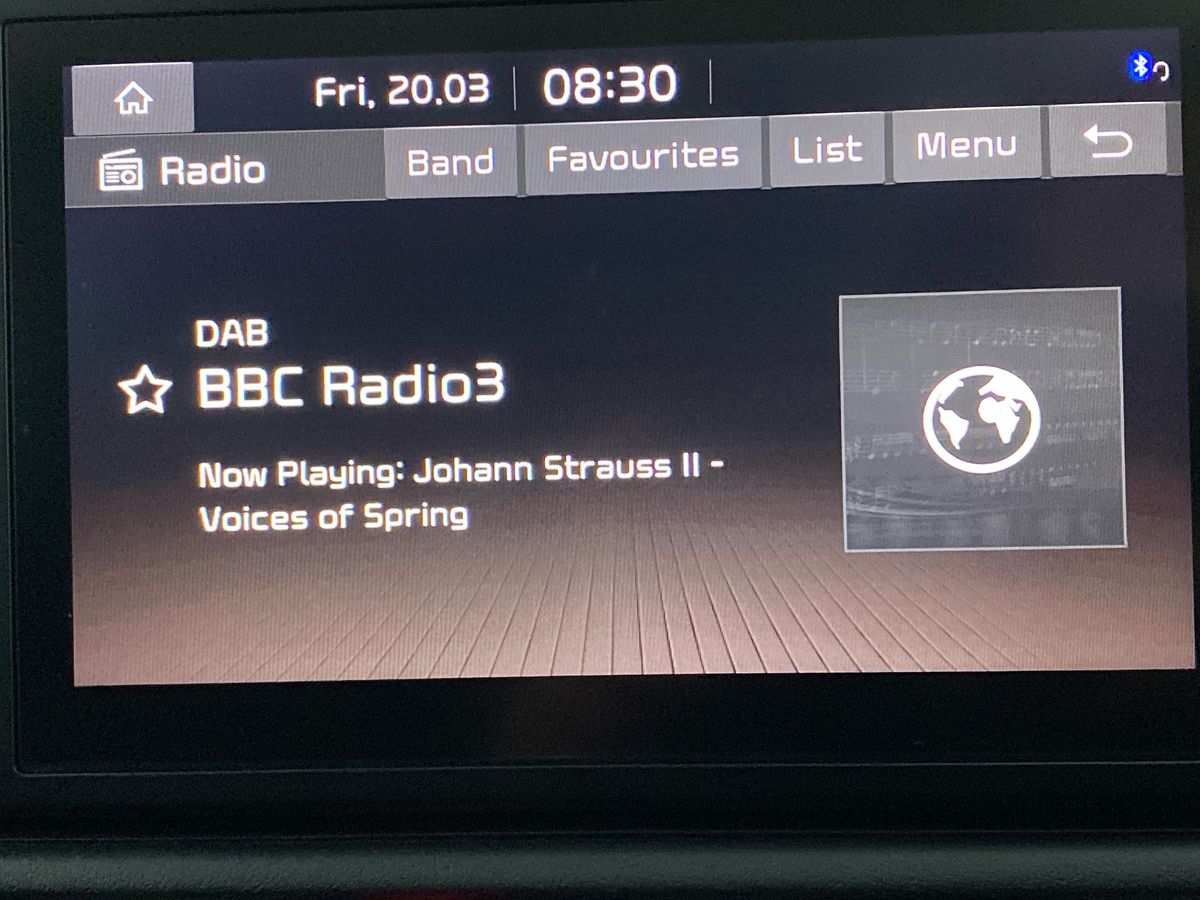 Fri, 20.03 08:30
Radio Band Favourites List Menu
DAB
BBC Radio3
Now Playing: Johann Strauss II -
Voices of Spring